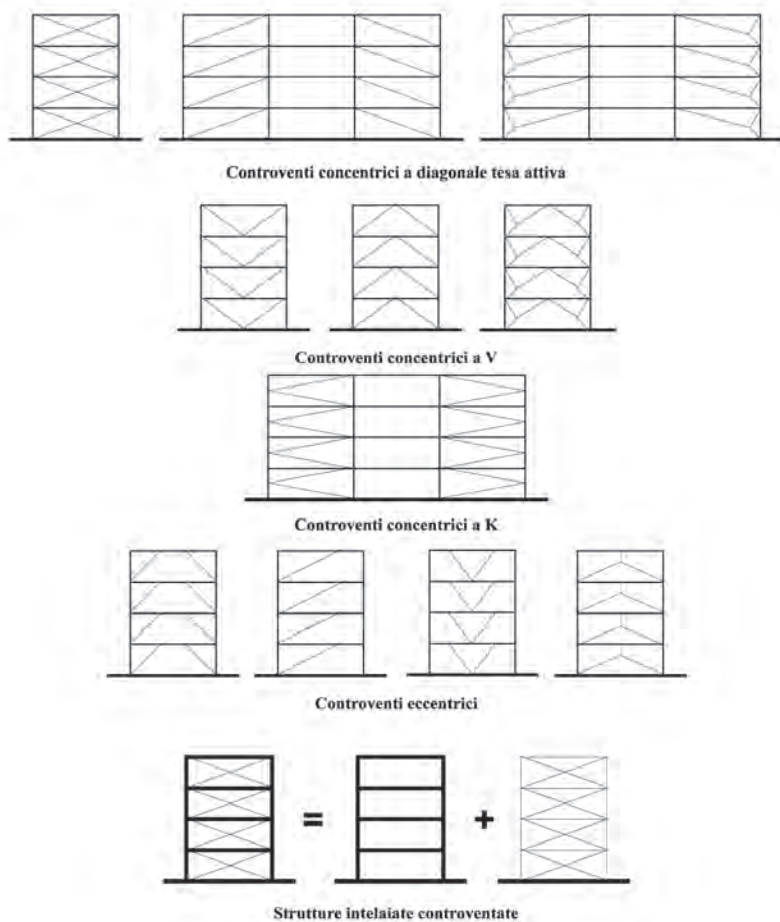 Controventi concentrici a diagonale tesa attiva
Controventi concentrici a V
Controventi concentrici a K
Controventi eccentrici
= +
Strutture intelaiate controventate